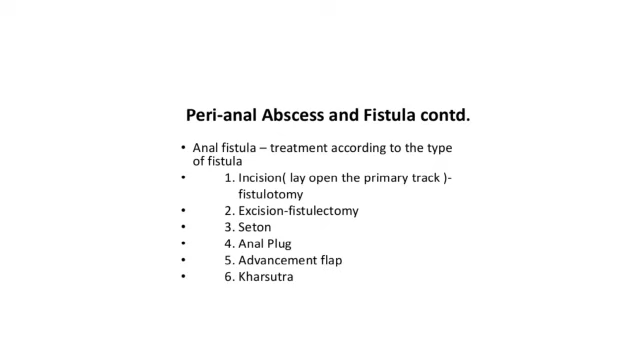 Peri-anal Abscess and Fistula contd.
• Anal fistula – treatment according to the type
of fistula
• 1. Incision( lay open the primary track )-
fistulotomy
• 2. Excision-fistulectomy
• 3. Seton
• 4. Anal Plug
• 5. Advancement flap
• 6. Kharsutra